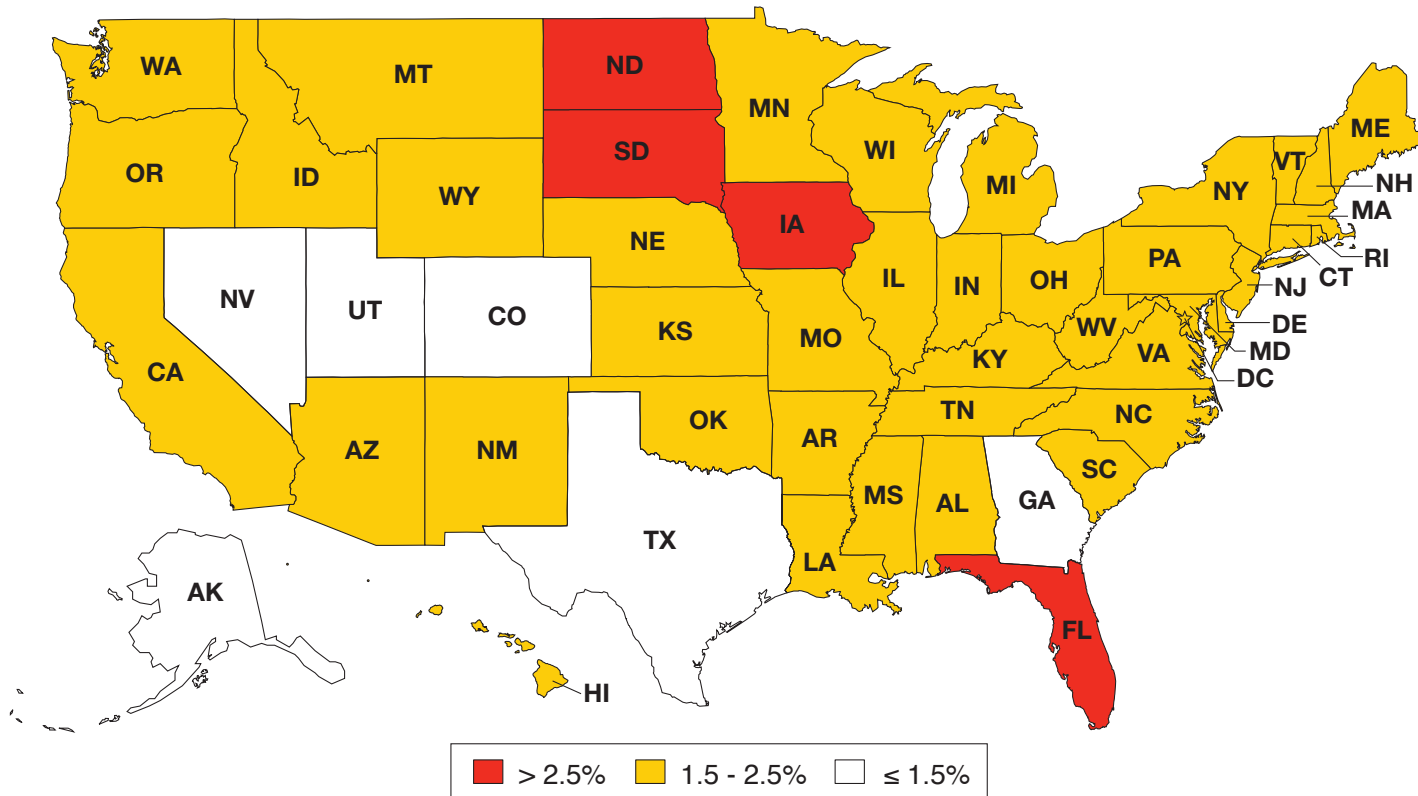 WA
MT
ND
MN
ME
SD
WI
VT
OR
ID
MI
NY
NH
WY
MA
IA
NE
PA
RI
CT
NV
IL
IN
OH
NJ
UT
CO
WV
DE
KS
MO
VA
MD
CA
KY
DC
TN
NC
OK
AR
AZ
NM
SC
MS
AL
GA
TX
LA
AK
FL
HI
> 2.5% 1.5 - 2.5% ≤ 1.5%